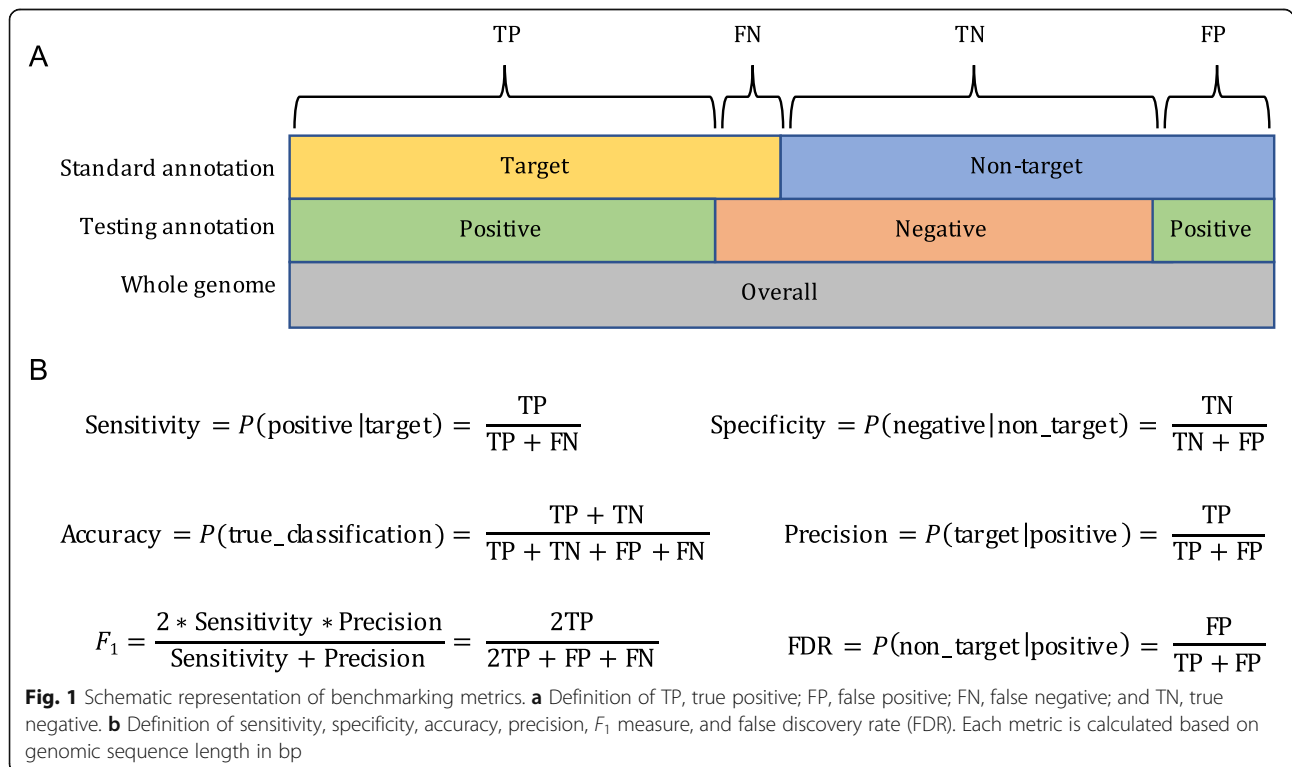 TP FN TN FP
A
Standard annotation Target Non-target
Testing annotation Positive Negative Positive
Whole genome Overall
B
Sensitivity = P(positive|target) = TP / (TP + FN) Specificity = P(negative|non_target) = TN / (TN + FP)
Accuracy = P(true_classification) = (TP + TN) / (TP + TN + FP + FN) Precision = P(target|positive) = TP / (TP + FP)
F₁ = (2 * Sensitivity * Precision) / (Sensitivity + Precision) = 2TP / (2TP + FP + FN) FDR = P(non_target|positive) = FP / (TP + FP)
Fig. 1 Schematic representation of benchmarking metrics. a Definition of TP, true positive; FP, false positive; FN, false negative; and TN, true
negative. b Definition of sensitivity, specificity, accuracy, precision, F₁ measure, and false discovery rate (FDR). Each metric is calculated based on
genomic sequence length in bp